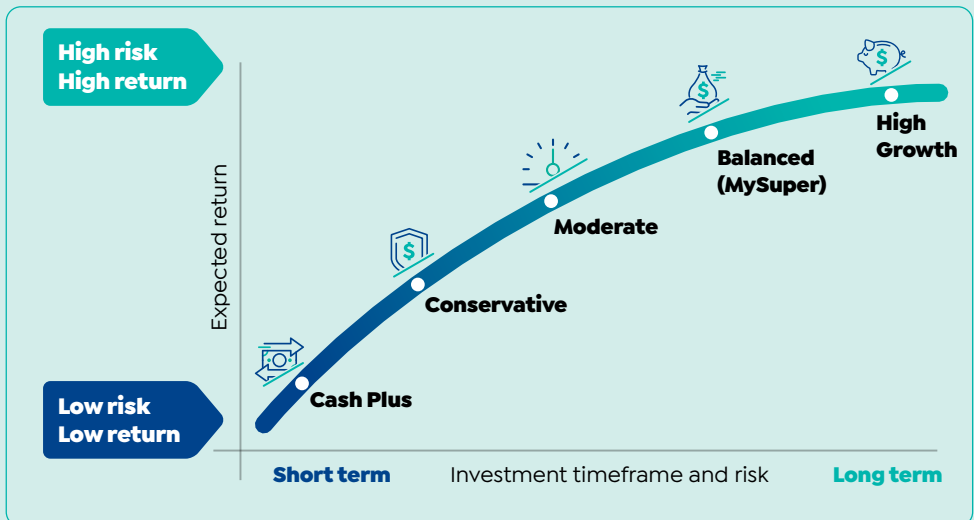 High risk
High return
Expected return
$
High
Growth
$
Balanced
(MySuper)
Moderate
$
Conservative
Cash Plus
Low risk
Low return
Short term
Investment timeframe and risk
Long term